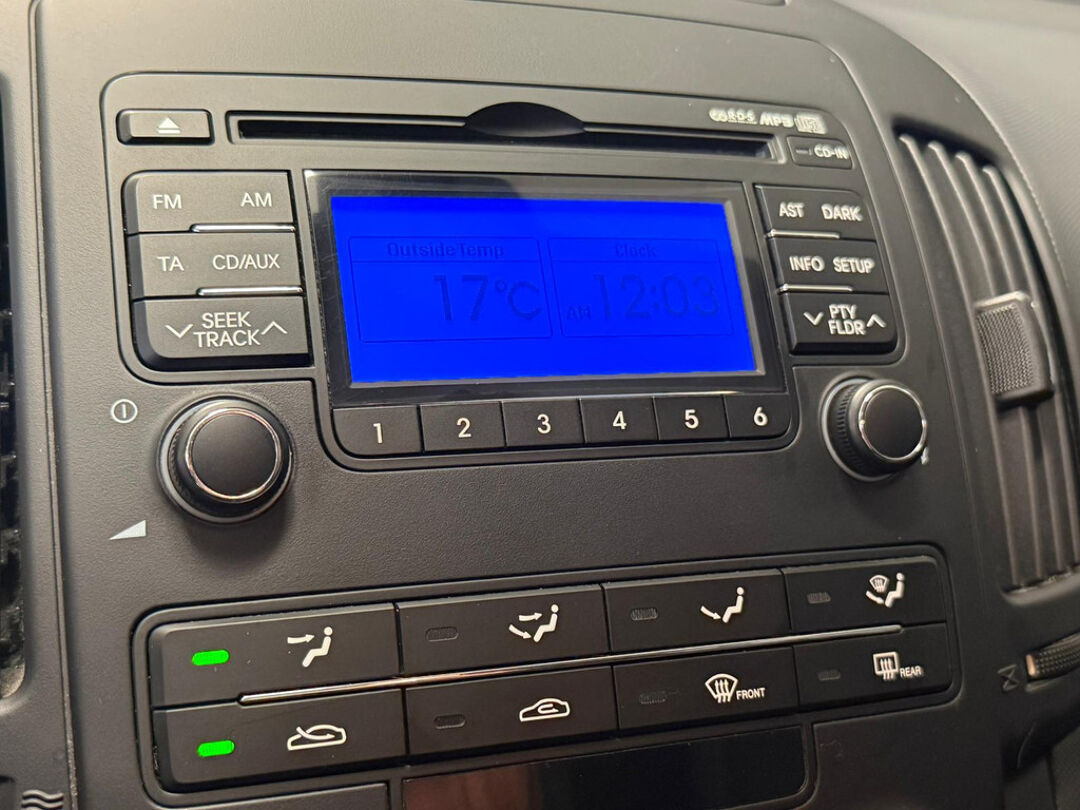 RDS MP3
CD-IN
FM AM
TA CD/AUX
SEEK
TRACK
Outside Temp
17°C
Clock
AM 12:03
AST DARK
INFO SETUP
PTY
FLDR
1 2 3 4 5 6
FRONT
REAR